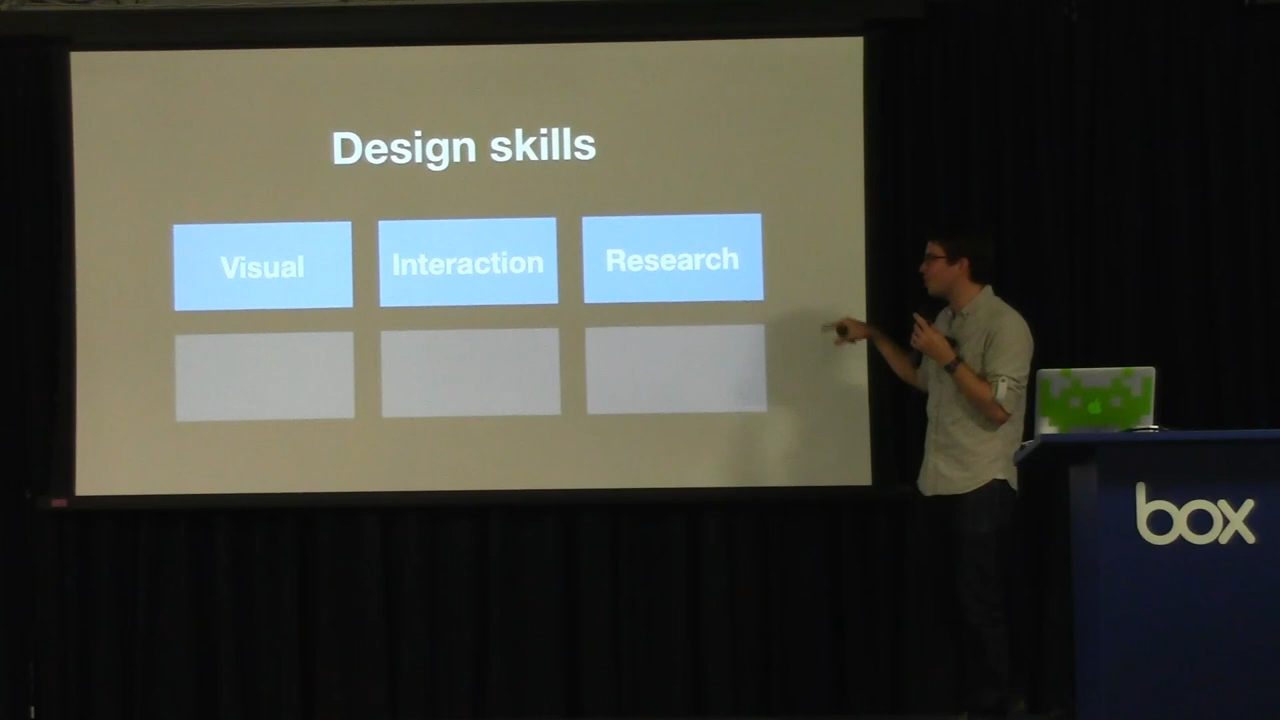 Design skills
Visual
Interaction
Research
box